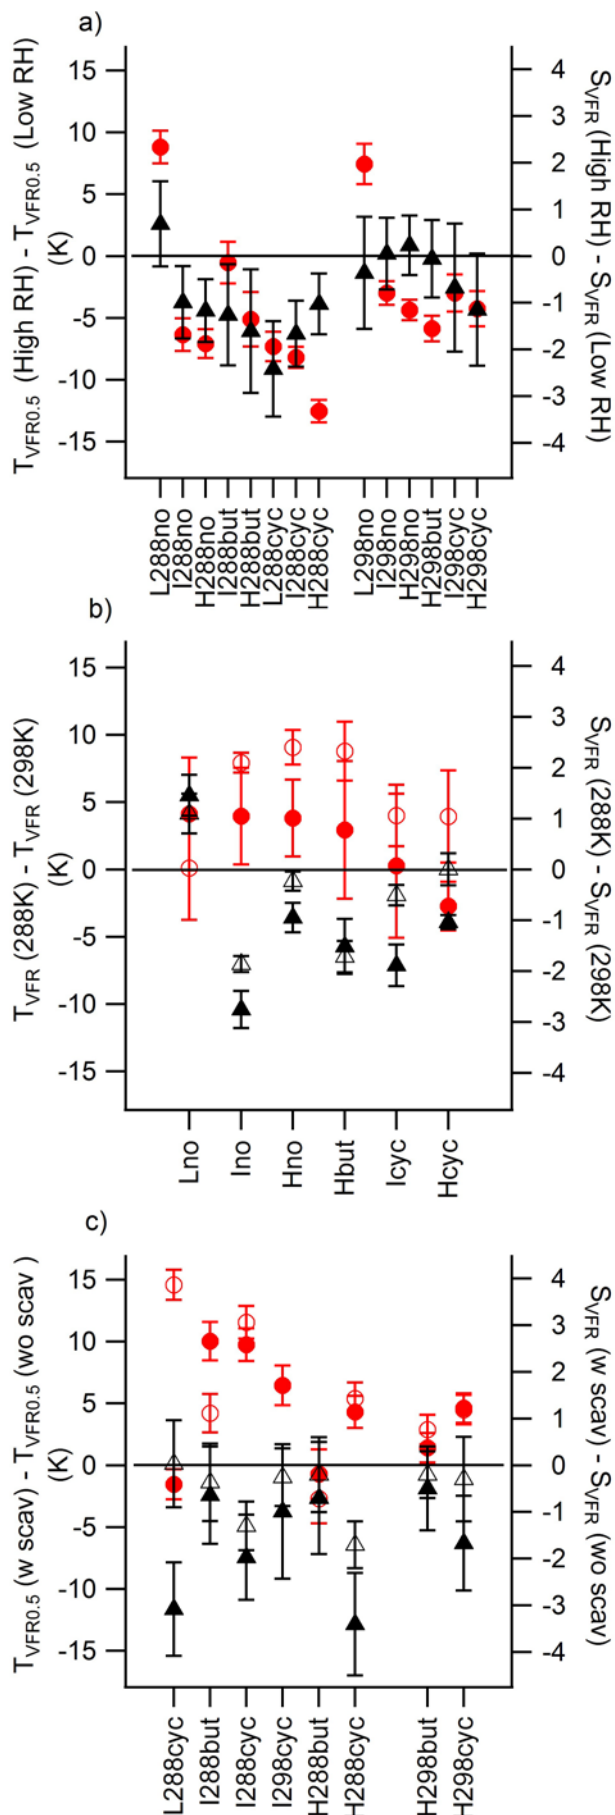 a)
T_VFR0.5 (High RH) - T_VFR0.5 (Low RH)
(K)
15
10
5
0
-5
-10
-15
4
3
2
1
0
-1
-2
-3
-4
S_VFR (High RH) - S_VFR (Low RH)
L288no
I288no
H288no
I288but
H288but
L288cyc
I288cyc
H288cyc
L298no
I298no
H298no
H298but
I298cyc
H298cyc
b)
T_VFR (288K) - T_VFR (298K)
(K)
15
10
5
0
-5
-10
-15
4
3
2
1
0
-1
-2
-3
-4
S_VFR (288K) - S_VFR (298K)
Lno
Ino
Hno
Hbut
Icyc
Hcyc
c)
T_VFR0.5 (w scav) - T_VFR0.5 (wo scav )
(K)
15
10
5
0
-5
-10
-15
4
3
2
1
0
-1
-2
-3
-4
S_VFR (w scav) - S_VFR (wo scav)
L288cyc
I288but
I288cyc
I298cyc
H288but
H288cyc
H298but
H298cyc